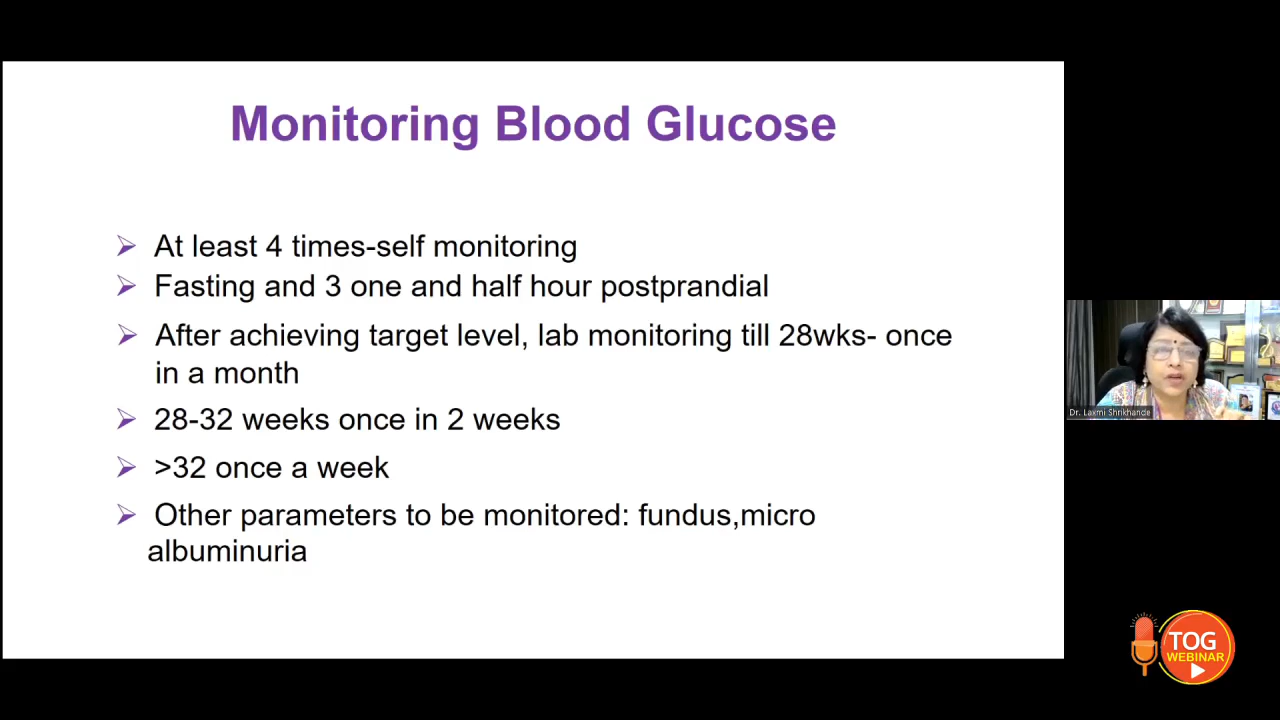 Monitoring Blood Glucose
At least 4 times-self monitoring
Fasting and 3 one and half hour postprandial
After achieving target level, lab monitoring till 28wks- once
in a month
28-32 weeks once in 2 weeks
>32 once a week
Other parameters to be monitored: fundus,micro
albuminuria
Dr. Laxmi Shrikhande
TOG
WEBINAR